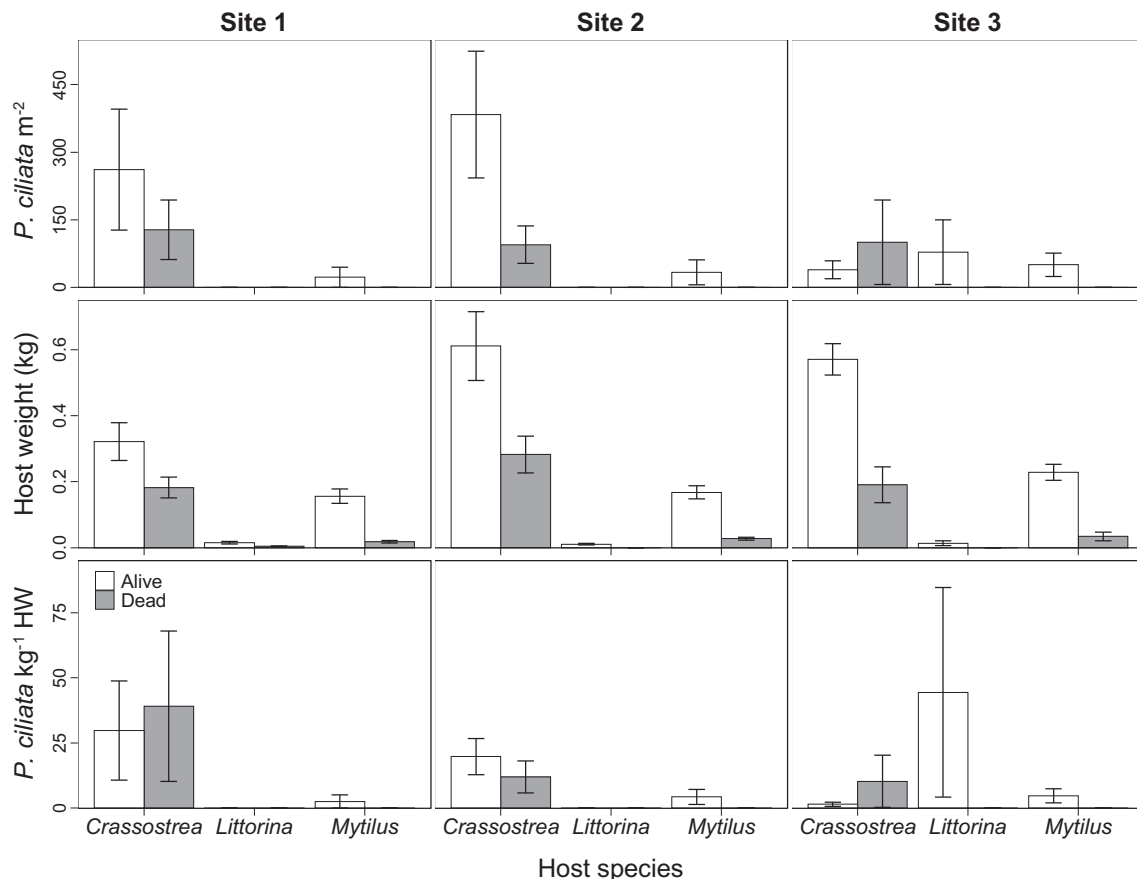 Site 1 Site 2 Site 3
P. ciliata m⁻²
450
300
150
0
Host weight (kg)
0.6
0.4
0.2
0.0
P. ciliata kg⁻¹ HW
75
50
25
0
Alive
Dead
Crassostrea Littorina Mytilus Crassostrea Littorina Mytilus Crassostrea Littorina Mytilus
Host species